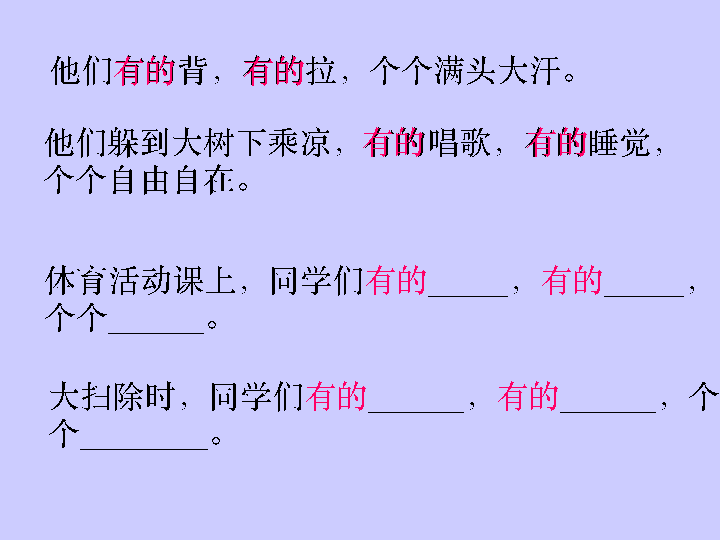 他们有的背，有的拉，个个满头大汗。
他们躲到大树下乘凉，有的唱歌，有的睡觉，
个个自由自在。
体育活动课上，同学们有的_____，有的_____，
个个______。
大扫除时，同学们有的______，有的______，个
个________。